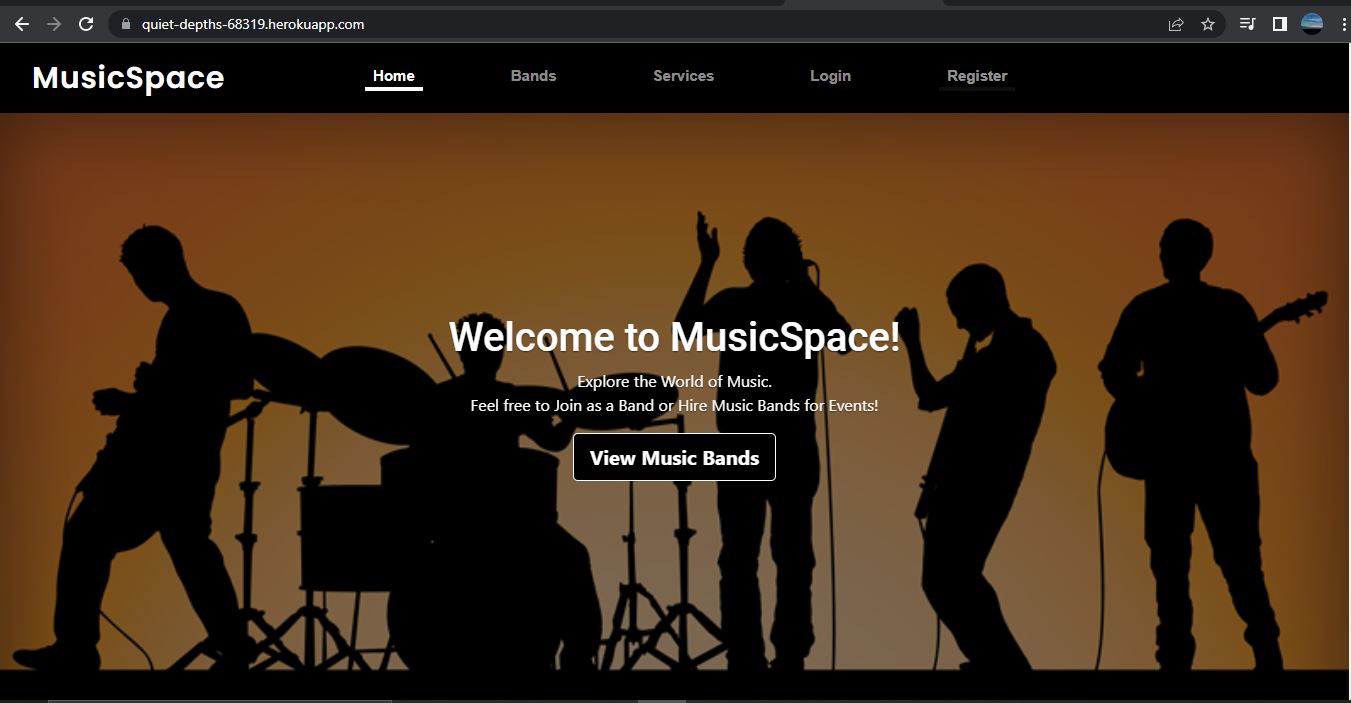 quiet-depths-68319.herokuapp.com
MusicSpace
Home
Bands
Services
Login
Register
Welcome to MusicSpace!
Explore the World of Music.
Feel free to Join as a Band or Hire Music Bands for Events!
View Music Bands